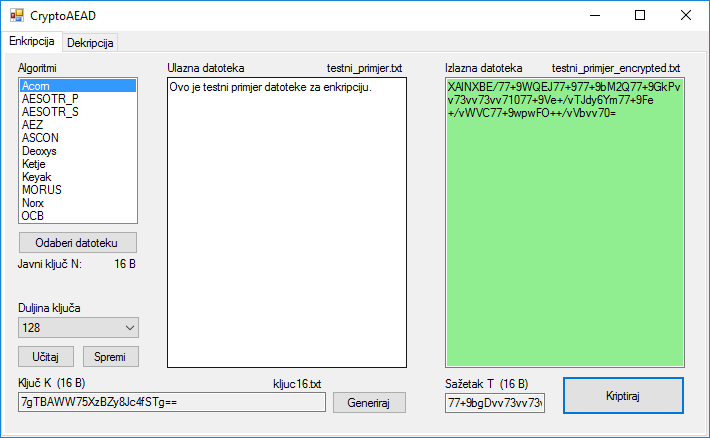 CryptoAEAD
Enkripcija
Dekripcija
Algoritmi
Acorn
AESOTR_P
AESOTR_S
AEZ
ASCON
Deoxys
Ketje
Keyak
MORUS
Norx
OCB
Odaberi datoteku
Javni ključ N: 16 B
Duljina ključa
128
Učitaj
Spremi
Ključ K (16 B)
kljuc16.txt
7gTBAWW75XzBZy8Jc4fSTg==
Generiraj
Ulazna datoteka
testni_primjer.txt
Ovo je testni primjer datoteke za enkripciju.
Izlazna datoteka
testni_primjer_encrypted.txt
XAINXBE/77+9WQEJ77+977+9bM2Q77+9GkPv
v73vv73vv71077+9Ve+/vTJdy6Ym77+9Fe
+/vWVC77+9wpwFO++/vVbvv70=
Sažetak T (16 B)
77+9bgDvv73vv73v
Kriptiraj